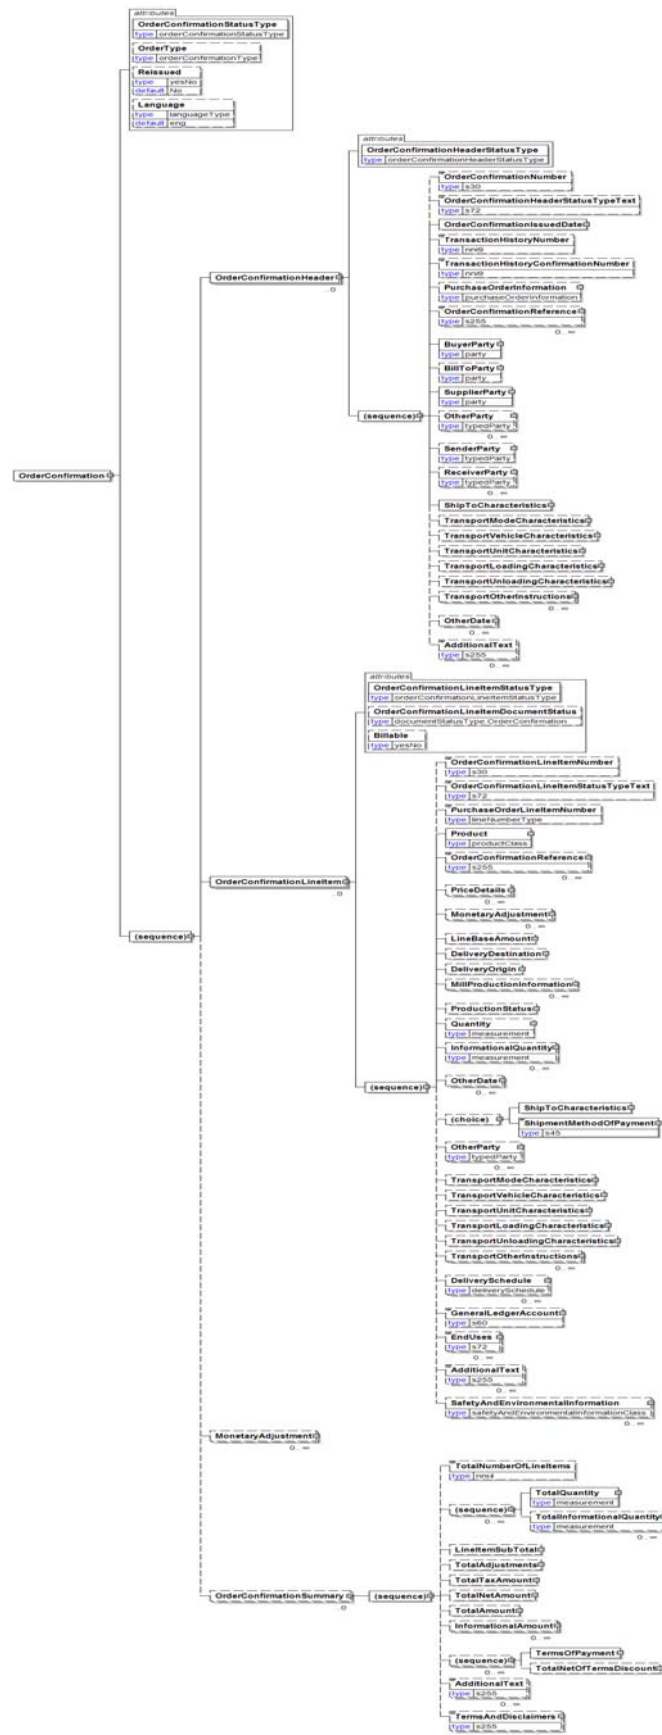 attributes
OrderConfirmationStatusType
type orderConfirmationStatusType
OrderType
type orderConfirmationType
Reissued
type yesNo
default No
Language
type languageType
default eng
attributes
OrderConfirmationHeaderStatusType
type orderConfirmationHeaderStatusType
OrderConfirmationNumber
type s30
OrderConfirmationHeaderStatusTypeText
type s72
OrderConfirmationIssuedDate
TransactionHistoryNumber
type nni9
TransactionHistoryConfirmationNumber
type nni9
OrderConfirmationHeader
..0
PurchaseOrderInformation
type purchaseOrderInformation
OrderConfirmationReference
type s255
0..∞
BuyerParty
type party
BillToParty
type party
SupplierParty
type party
(sequence)
OtherParty
type typedParty
0..∞
SenderParty
type typedParty
OrderConfirmation
ReceiverParty
type typedParty
0..∞
ShipToCharacteristics
TransportModeCharacteristics
TransportVehicleCharacteristics
TransportUnitCharacteristics
TransportLoadingCharacteristics
TransportUnloadingCharacteristics
TransportOtherInstructions
0..∞
OtherDate
0..∞
AdditionalText
type s255
0..∞
attributes
OrderConfirmationLineItemStatusType
type orderConfirmationLineItemStatusType
OrderConfirmationLineItemDocumentStatus
type documentStatusType.OrderConfirmation
Billable
type yesNo
OrderConfirmationLineItemNumber
type s30
OrderConfirmationLineItemStatusTypeText
type s72
PurchaseOrderLineItemNumber
type lineNumberType
Product
type productClass
OrderConfirmationReference
type s255
0..∞
OrderConfirmationLineItem
..0
PriceDetails
0..∞
MonetaryAdjustment
0..∞
(sequence)
LineBaseAmount
DeliveryDestination
DeliveryOrigin
MillProductionInformation
0..∞
ProductionStatus
Quantity
type measurement
InformationalQuantity
type measurement
0..∞
(sequence)
OtherDate
0..∞
(choice)
ShipToCharacteristics
ShipmentMethodOfPayment
type s45
OtherParty
type typedParty
0..∞
TransportModeCharacteristics
TransportVehicleCharacteristics
TransportUnitCharacteristics
TransportLoadingCharacteristics
TransportUnloadingCharacteristics
TransportOtherInstructions
0..∞
DeliverySchedule
type deliverySchedule
0..∞
GeneralLedgerAccount
type s60
EndUses
type s72
0..∞
AdditionalText
type s255
0..∞
SafetyAndEnvironmentalInformation
type safetyAndEnvironmentalInformationClass
0..∞
MonetaryAdjustment
0..∞
TotalNumberOfLineItems
type nni4
(sequence)
0..∞
TotalQuantity
type measurement
TotalInformationalQuantity
type measurement
0..∞
LineItemSubTotal
TotalAdjustments
TotalTaxAmount
OrderConfirmationSummary
..0
(sequence)
TotalNetAmount
TotalAmount
InformationalAmount
0..∞
(sequence)
0..∞
TermsOfPayment
TotalNetOfTermsDiscount
AdditionalText
type s255
0..∞
TermsAndDisclaimers
type s255